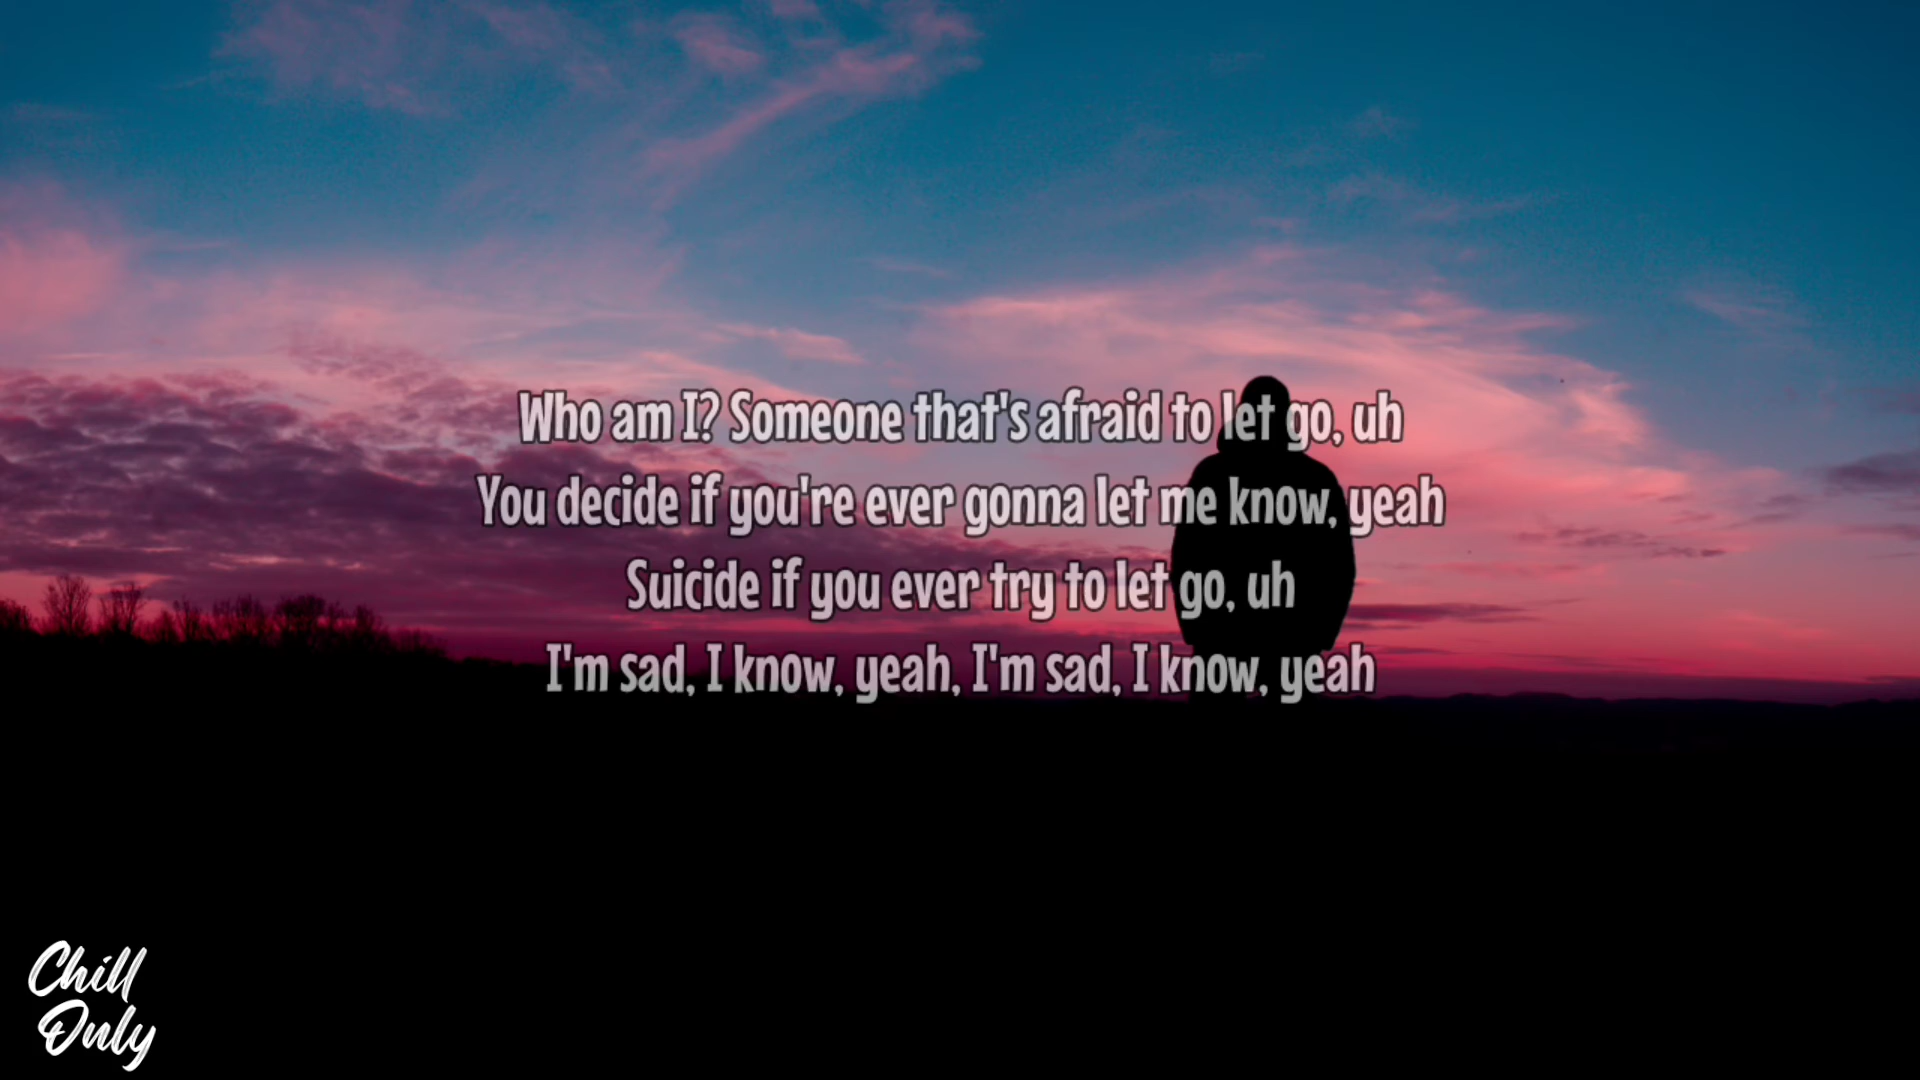 Who am I? Someone that's afraid to let go, uh
You decide if you're ever gonna let me know, yeah
Suicide if you ever try to let go, uh
I'm sad, I know, yeah, I'm sad, I know, yeah
Chill
Only